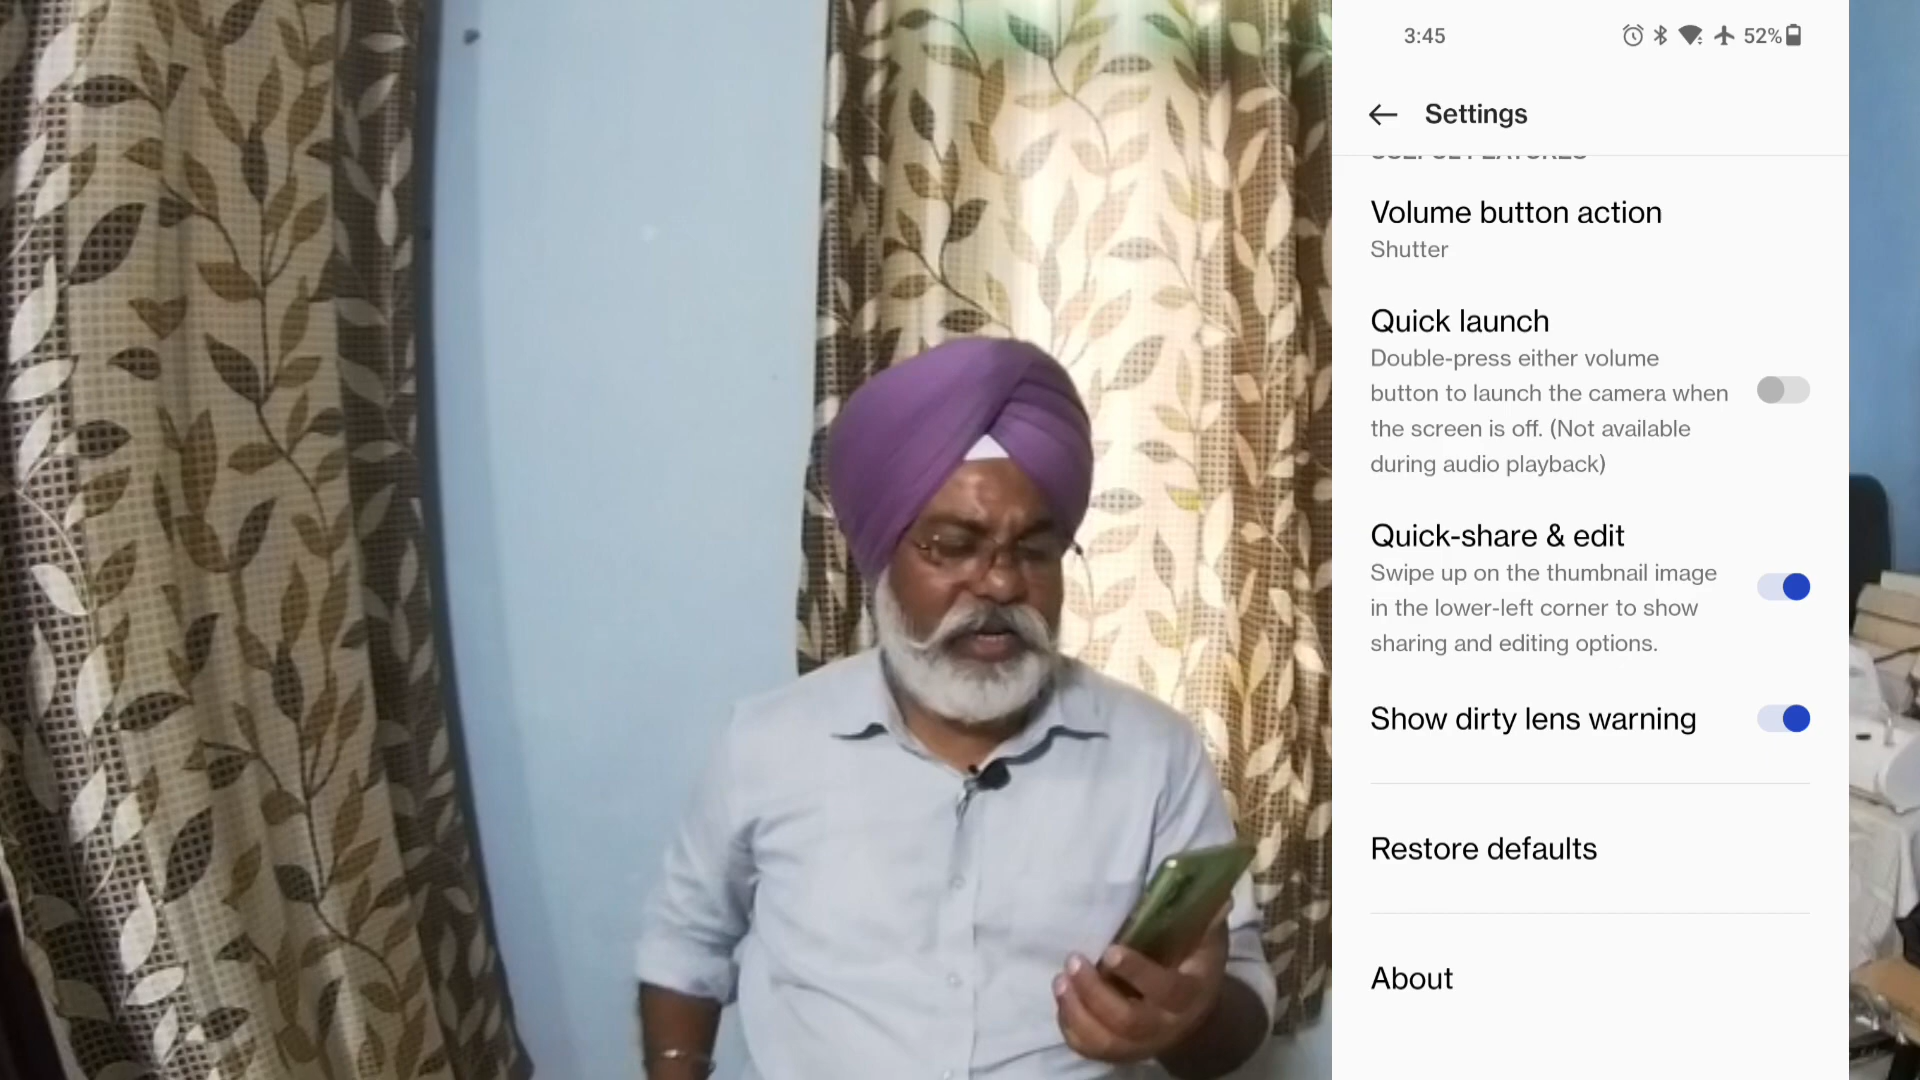 3:45 52%
Settings
Volume button action
Shutter
Quick launch
Double-press either volume
button to launch the camera when
the screen is off. (Not available
during audio playback)
Quick-share & edit
Swipe up on the thumbnail image
in the lower-left corner to show
sharing and editing options.
Show dirty lens warning
Restore defaults
About